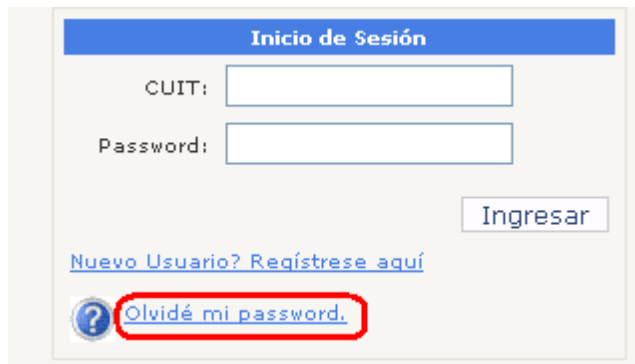 Inicio de Sesión
CUIT:
Password:
Ingresar
Nuevo Usuario? Regístrese aquí
? Olvidé mi password.